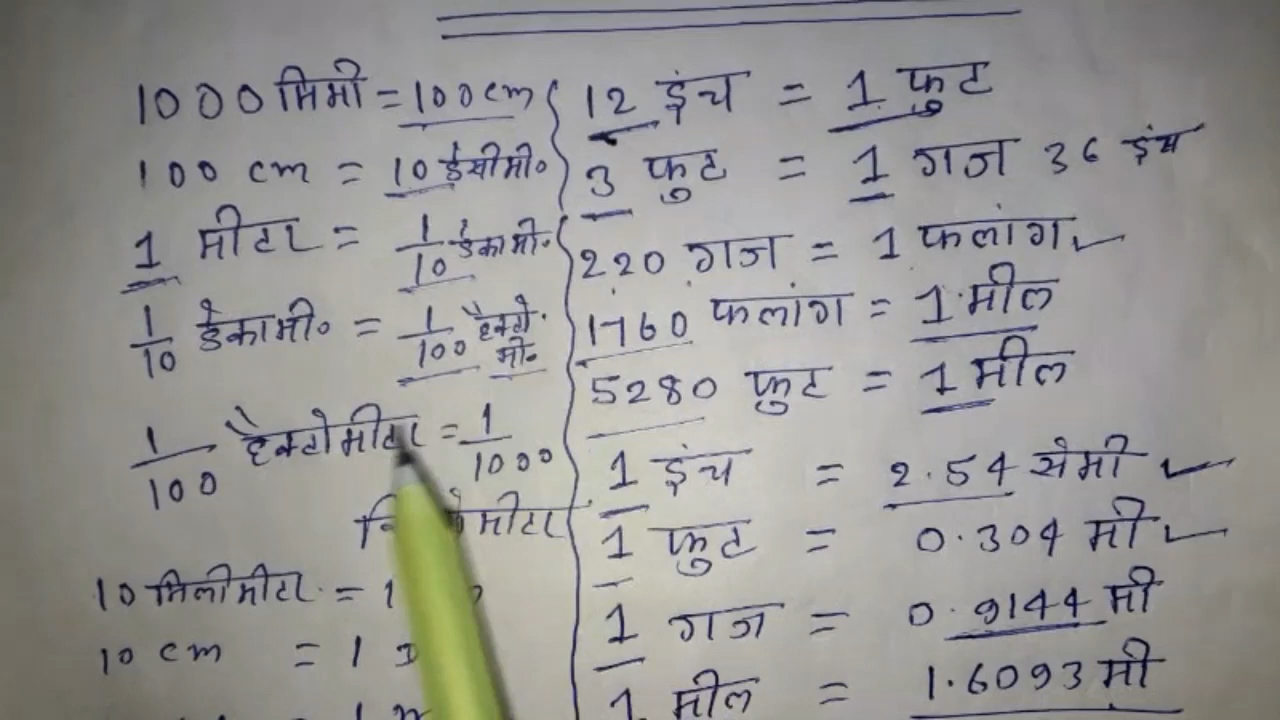 1000 मिमी = 100 cm
100 cm = 10 डेसीमी०
1 मीटर = 1/10 डेकामी.
1/10 डेकामी० = 1/100 हैक्टो. मी.
1/100 हैक्टोमीटर = 1/1000
मीटर
10 मिलीमीटर = 1
10 cm = 1
12 इंच = 1 फुट
3 फुट = 1 गज 36 इंच
220 गज = 1 फलांग
1760 फलांग = 1 मील
5280 फुट = 1 मील
1 इंच = 2.54 सेमी
1 फुट = 0.304 मी
1 गज = 0.9144 मी
1 मील = 1.6093 मी